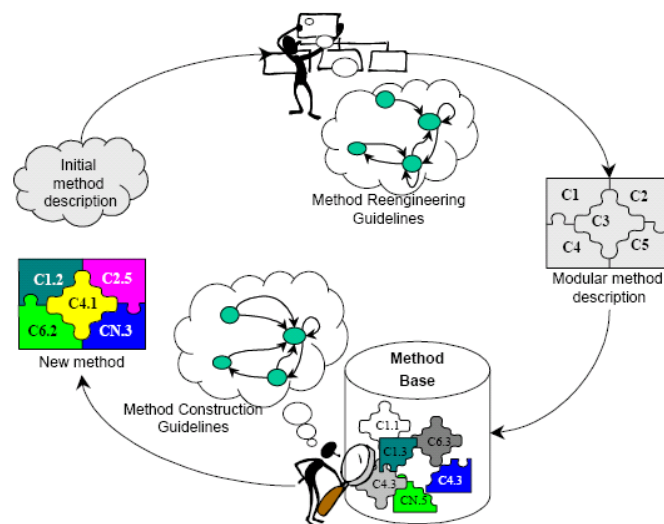 Initial
method
description
Method Reengineering
Guidelines
C1
C2
C3
C4
C5
Modular method
description
C1.2
C2.5
C4.1
C6.2
CN.3
New method
Method Construction
Guidelines
Method
Base
C1.1
C1.3
C6.3
C4.3
C4.3
CN.5